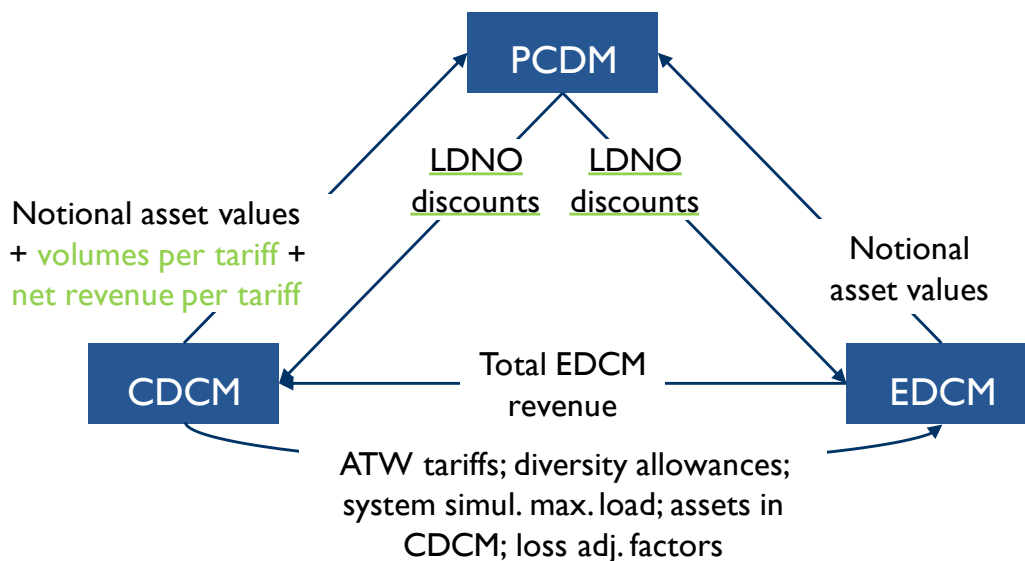 PCDM
LDNO
discounts
LDNO
discounts
Notional asset values
+ volumes per tariff +
net revenue per tariff
Notional
asset values
CDCM
Total EDCM
revenue
EDCM
ATW tariffs; diversity allowances;
system simul. max. load; assets in
CDCM; loss adj. factors